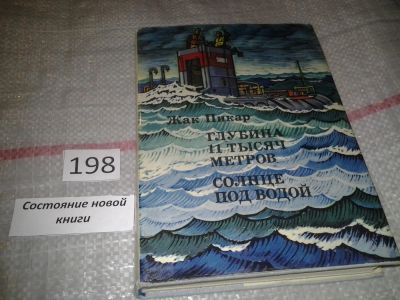 Жак Пикар
ГЛУБИНА
11 ТЫСЯЧ
МЕТРОВ
СОЛНЦЕ
ПОД ВОДОЙ
198
Состояние новой
книги